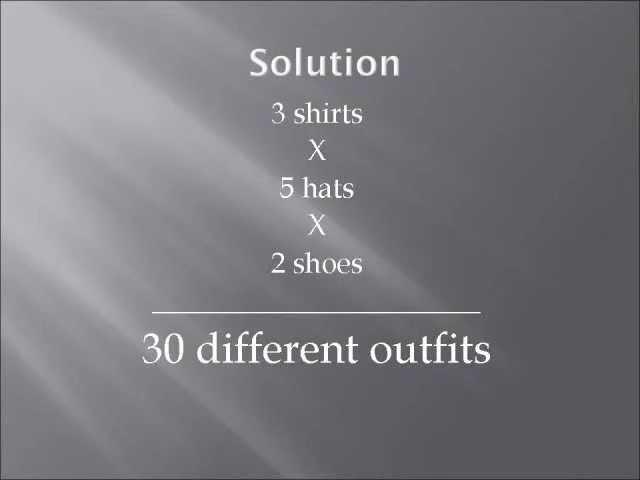 Solution
3 shirts
X
5 hats
X
2 shoes
30 different outfits